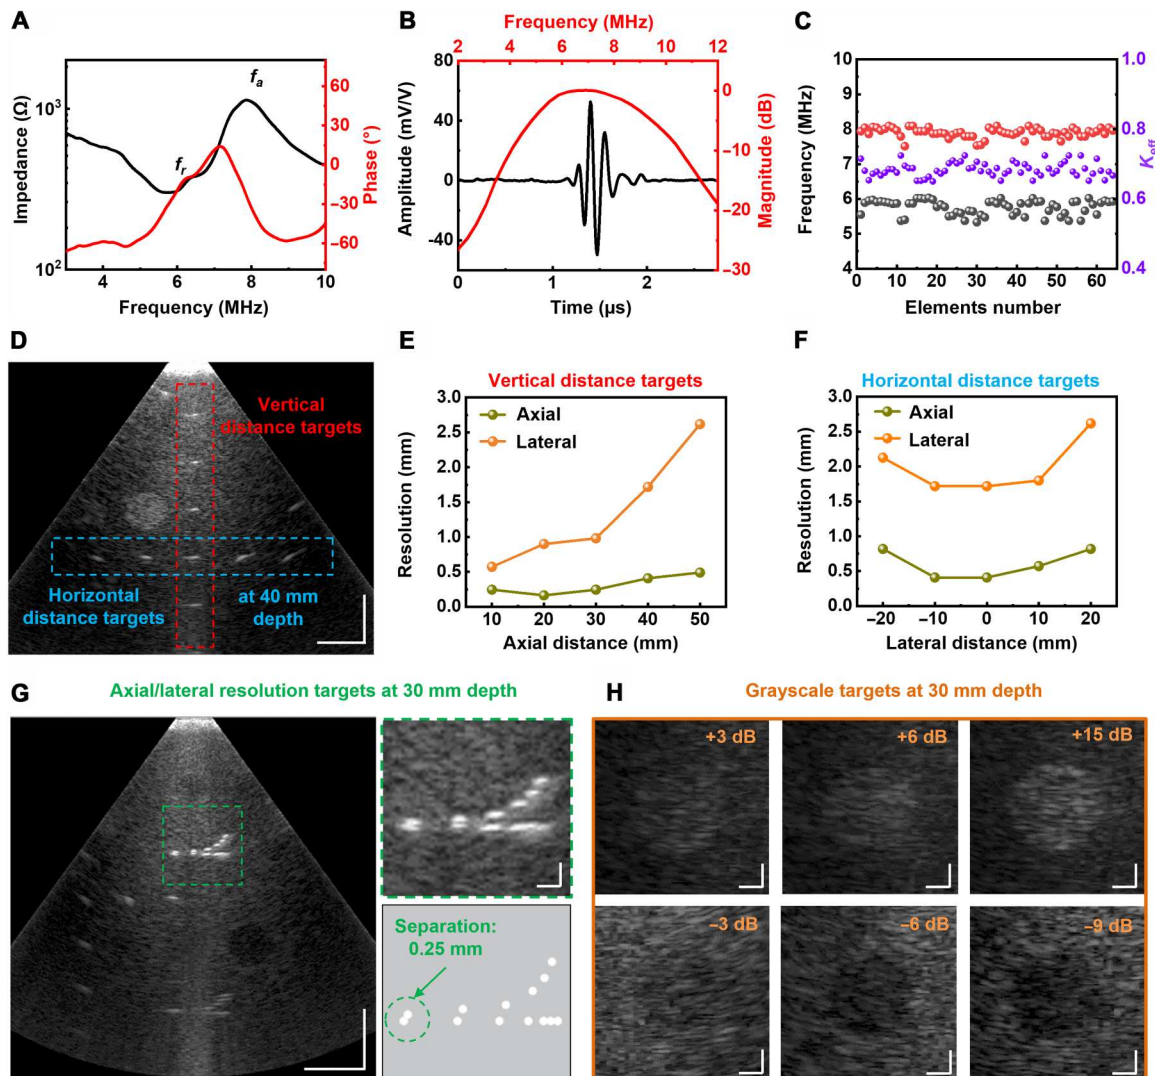 A
Impedance (Ω)
10³
10²
fa
fr
60
30
0
−30
−60
Phase (°)
4
6
8
10
Frequency (MHz)
B
Frequency (MHz)
2
4
6
8
10
12
Amplitude (mV/V)
80
40
0
−40
0
−10
−20
−30
Magnitude (dB)
0
1
2
Time (µs)
C
Frequency (MHz)
10
9
8
7
6
5
4
1.0
0.8
0.6
0.4
Keff
0
10
20
30
40
50
60
Elements number
D
Vertical
distance targets
Horizontal
distance targets
at 40 mm
depth
E
Vertical distance targets
Resolution (mm)
3.0
2.5
2.0
1.5
1.0
0.5
0.0
Axial
Lateral
10
20
30
40
50
Axial distance (mm)
F
Horizontal distance targets
Resolution (mm)
3.0
2.5
2.0
1.5
1.0
0.5
0.0
Axial
Lateral
−20
−10
0
10
20
Lateral distance (mm)
G
Axial/lateral resolution targets at 30 mm depth
Separation:
0.25 mm
H
Grayscale targets at 30 mm depth
+3 dB
+6 dB
+15 dB
−3 dB
−6 dB
−9 dB